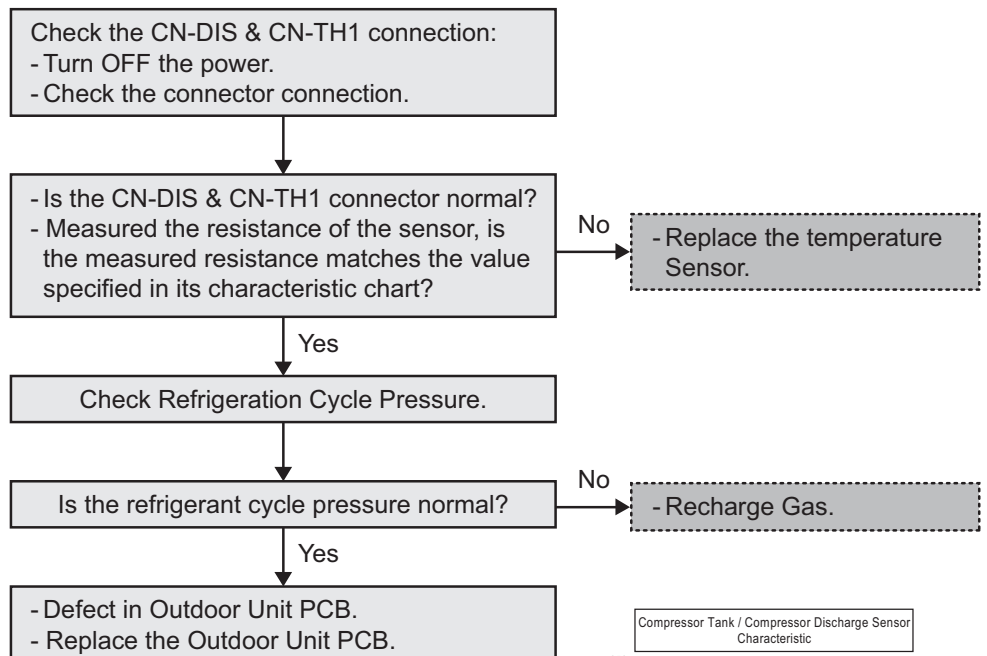 Check the CN-DIS & CN-TH1 connection:
- Turn OFF the power.
- Check the connector connection.
- Is the CN-DIS & CN-TH1 connector normal?
- Measured the resistance of the sensor, is
the measured resistance matches the value
specified in its characteristic chart?
No
- Replace the temperature
Sensor.
Yes
Check Refrigeration Cycle Pressure.
Is the refrigerant cycle pressure normal?
No
- Recharge Gas.
Yes
- Defect in Outdoor Unit PCB.
- Replace the Outdoor Unit PCB.
Compressor Tank / Compressor Discharge Sensor
Characteristic